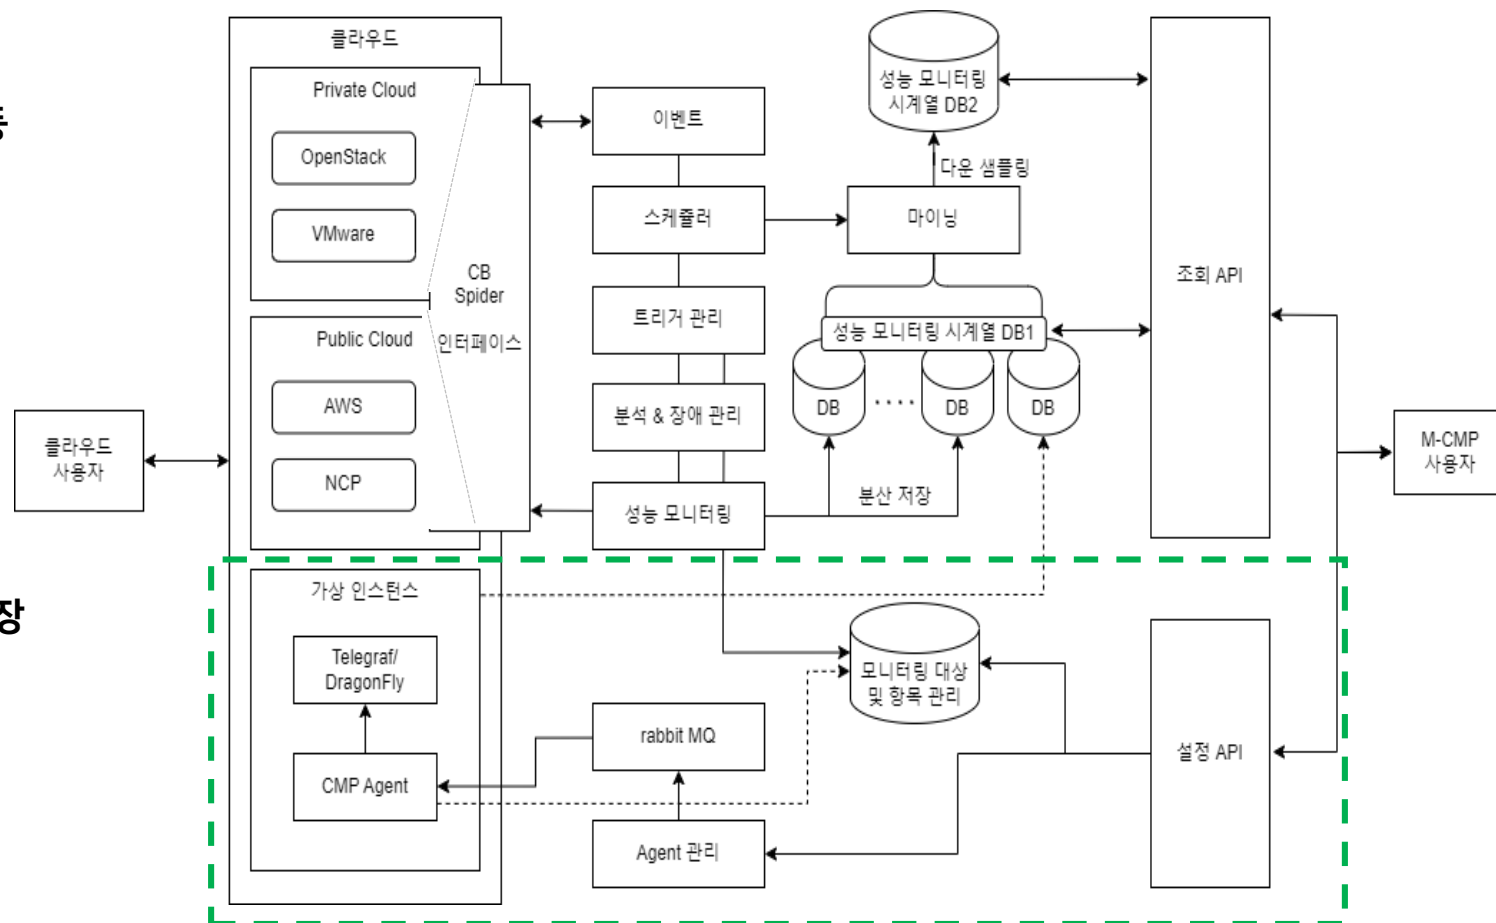 클라우드
Private Cloud
OpenStack
VMware
CB
Spider
인터페이스
Public Cloud
AWS
NCP
클라우드
사용자
이벤트
스케쥴러
트리거 관리
분석 & 장애 관리
성능 모니터링
성능 모니터링
시계열 DB2
다운 샘플링
마이닝
성능 모니터링 시계열 DB1
DB
....
DB
DB
분산 저장
조회 API
M-CMP
사용자
가상 인스턴스
Telegraf/
DragonFly
CMP Agent
rabbit MQ
Agent 관리
모니터링 대상
및 항목 관리
설정 API
장